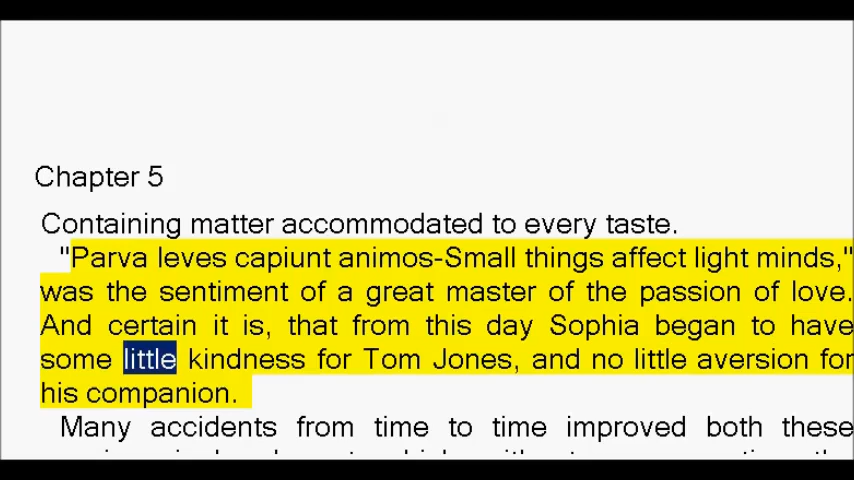 Chapter 5
Containing matter accommodated to every taste.
"Parva leves capiunt animos-Small things affect light minds,"
was the sentiment of a great master of the passion of love.
And certain it is, that from this day Sophia began to have
some little kindness for Tom Jones, and no little aversion for
his companion.
Many accidents from time to time improved both these